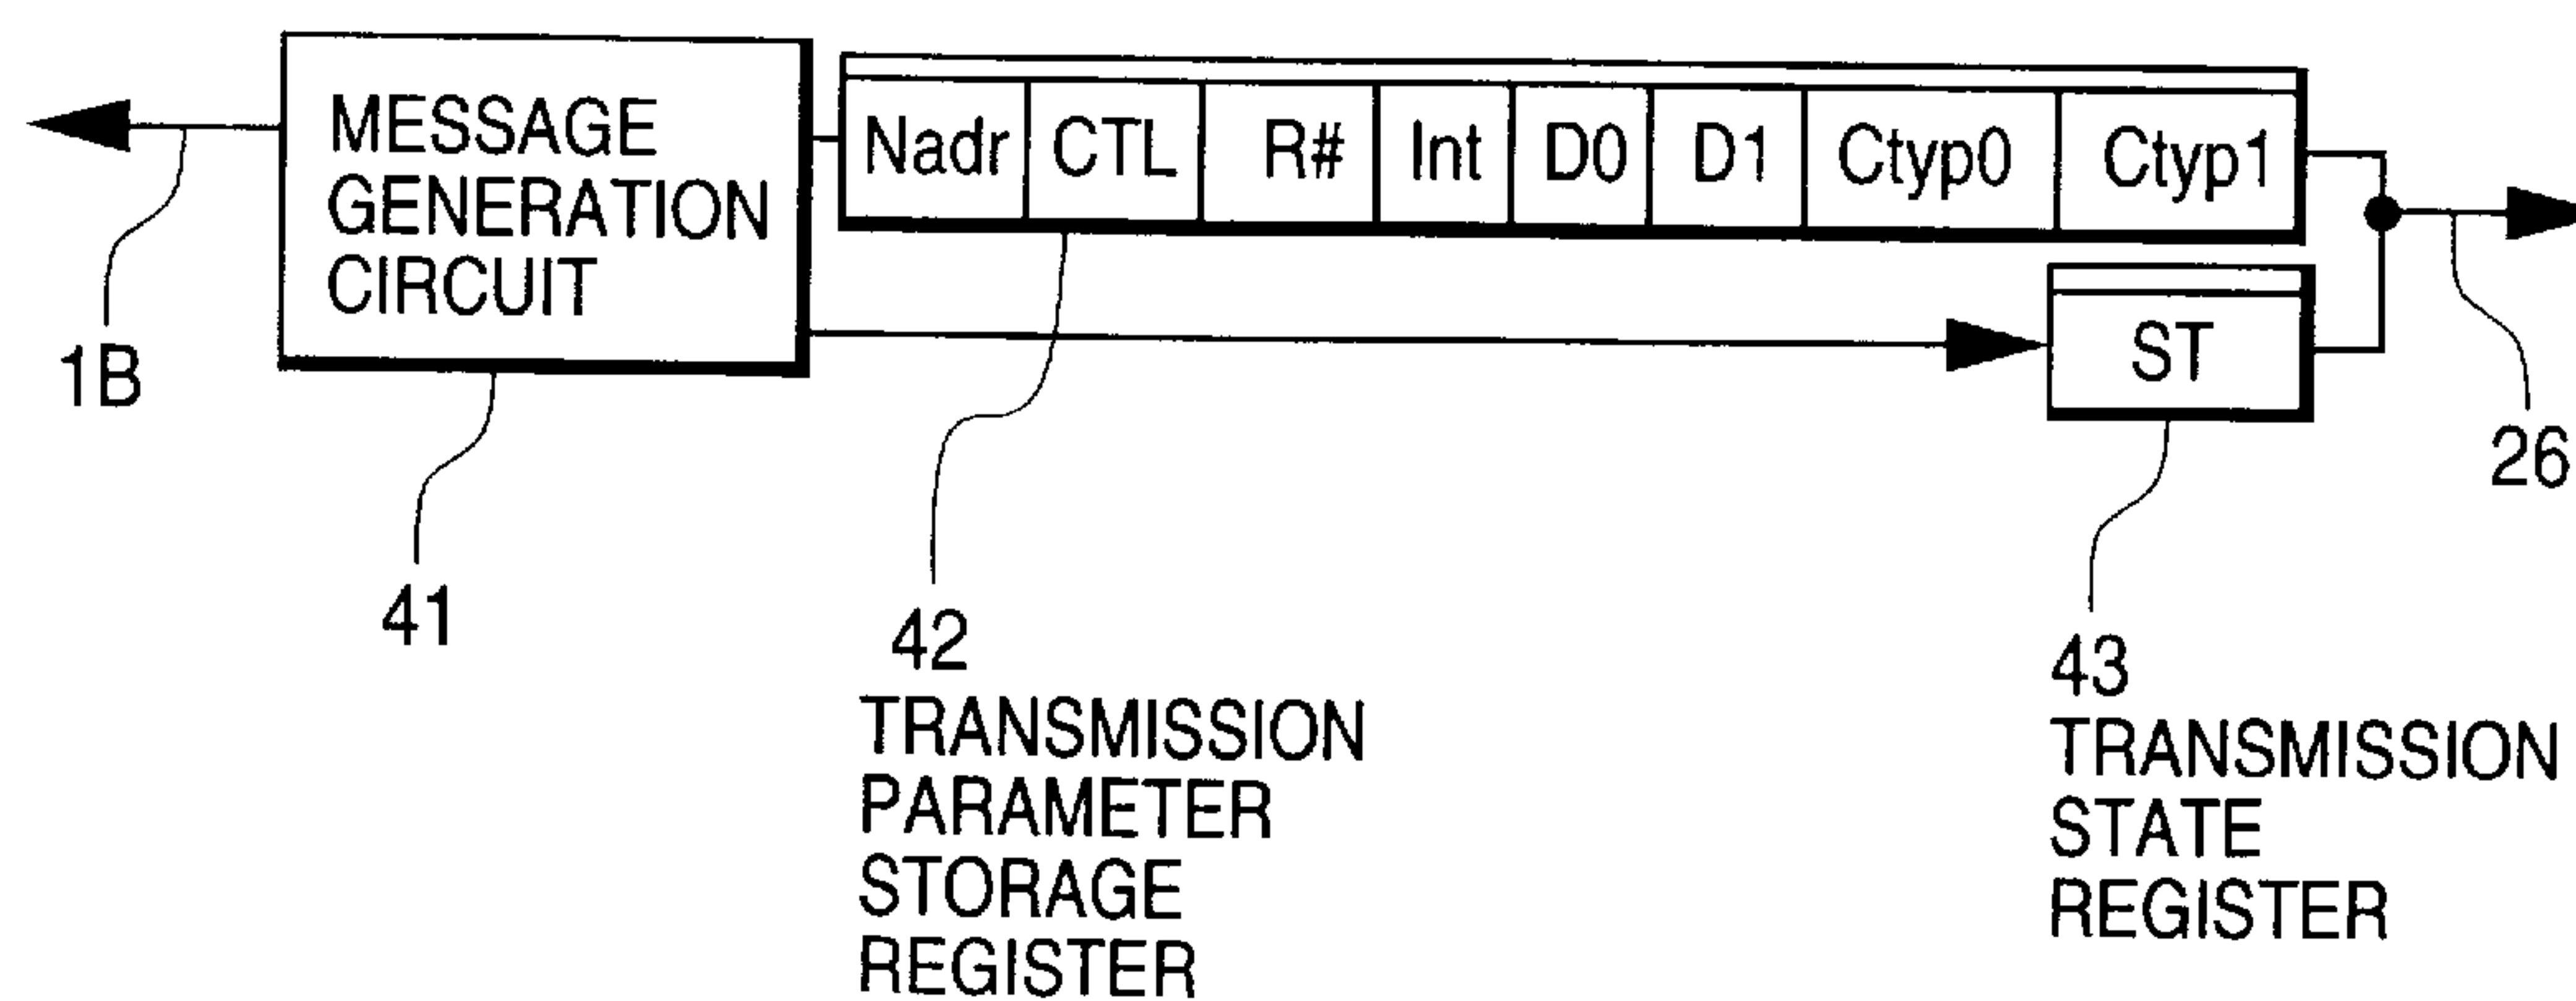 MESSAGE
GENERATION
CIRCUIT
Nadr CTL R# Int D0 D1 Ctyp0 Ctyp1
ST
1B
26
41
42
TRANSMISSION
PARAMETER
STORAGE
REGISTER
43
TRANSMISSION
STATE
REGISTER